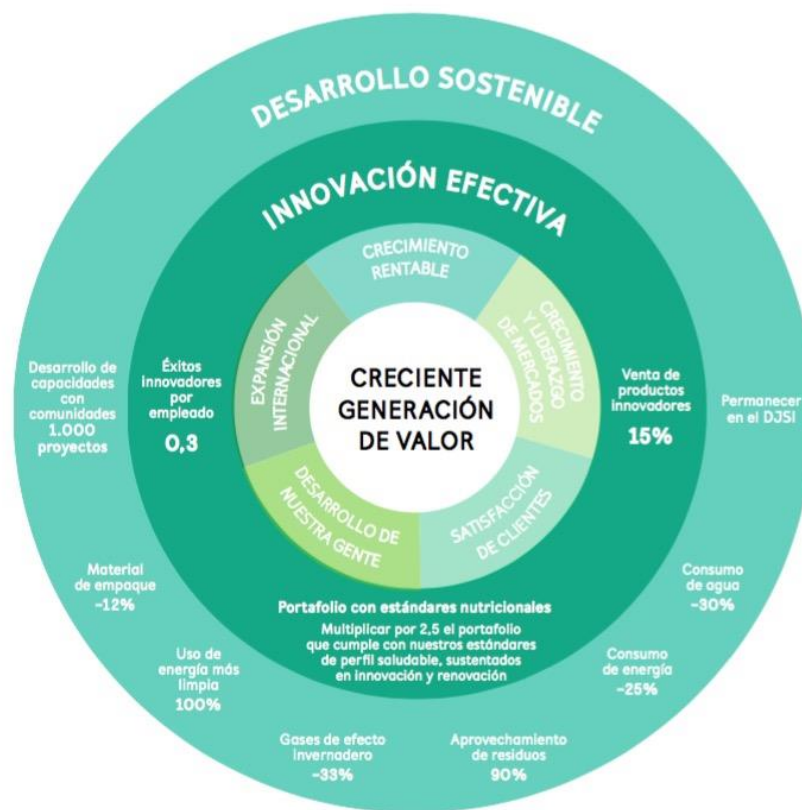 DESARROLLO SOSTENIBLE
INNOVACIÓN EFECTIVA
CRECIMIENTO
RENTABLE
EXPANSIÓN
INTERNACIONAL
CRECIMIENTO
Y LIDERAZGO
DE MERCADOS
CRECIENTE
GENERACIÓN
DE VALOR
DESARROLLO DE
NUESTRA GENTE
SATISFACCIÓN
DE CLIENTES
Desarrollo de
capacidades
con
comunidades
1.000
proyectos
Éxitos
innovadores
por
empleado
0,3
Venta de
productos
innovadores
15%
Permanecer
en el DJSI
Portafolio con estándares nutricionales
Multiplicar por 2,5 el portafolio
que cumple con nuestros estándares
de perfil saludable, sustentados
en innovación y renovación
Material
de empaque
-12%
Uso de
energía más
limpia
100%
Gases de efecto
invernadero
-33%
Aprovechamiento
de residuos
90%
Consumo
de energía
-25%
Consumo
de agua
-30%